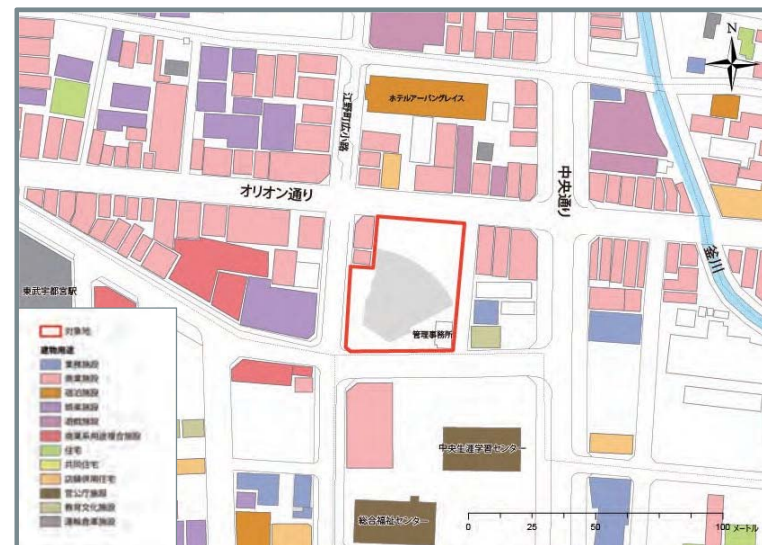 N
ホテルアーバングレイス
江野町広小路
オリオン通り
中央通り
釜川
東武宇都宮駅
管理事務所
対象地
建物用途
業務施設
商業施設
宿泊施設
娯楽施設
遊戯施設
商業系用途複合施設
住宅
共同住宅
店舗併用住宅
官公庁施設
教育文化施設
運輸倉庫施設
中央生涯学習センター
総合福祉センター
0 25 50 100 メートル